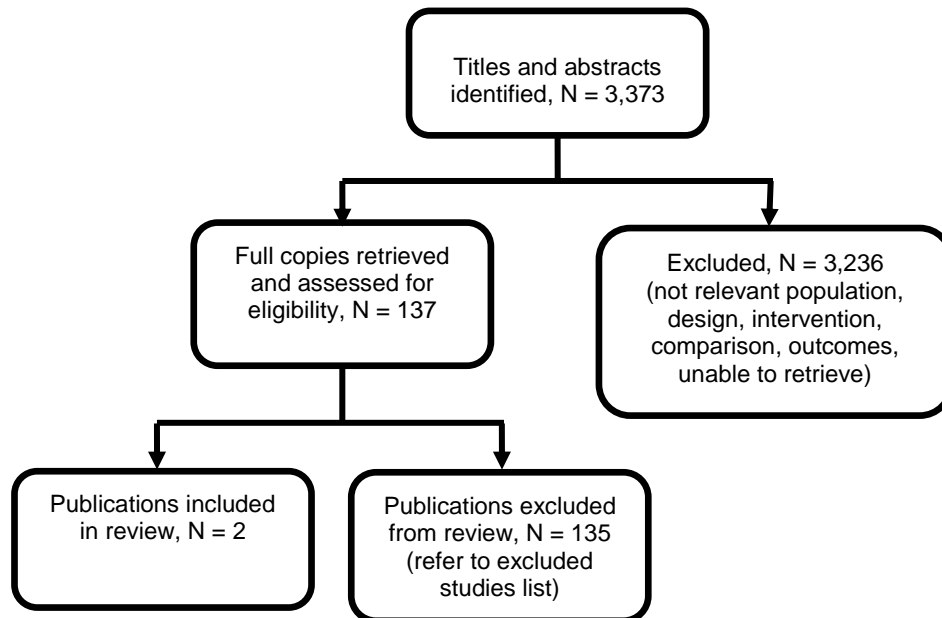 Titles and abstracts
identified, N = 3,373
Full copies retrieved
and assessed for
eligibility, N = 137
Excluded, N = 3,236
(not relevant population,
design, intervention,
comparison, outcomes,
unable to retrieve)
Publications included
in review, N = 2
Publications excluded
from review, N = 135
(refer to excluded
studies list)